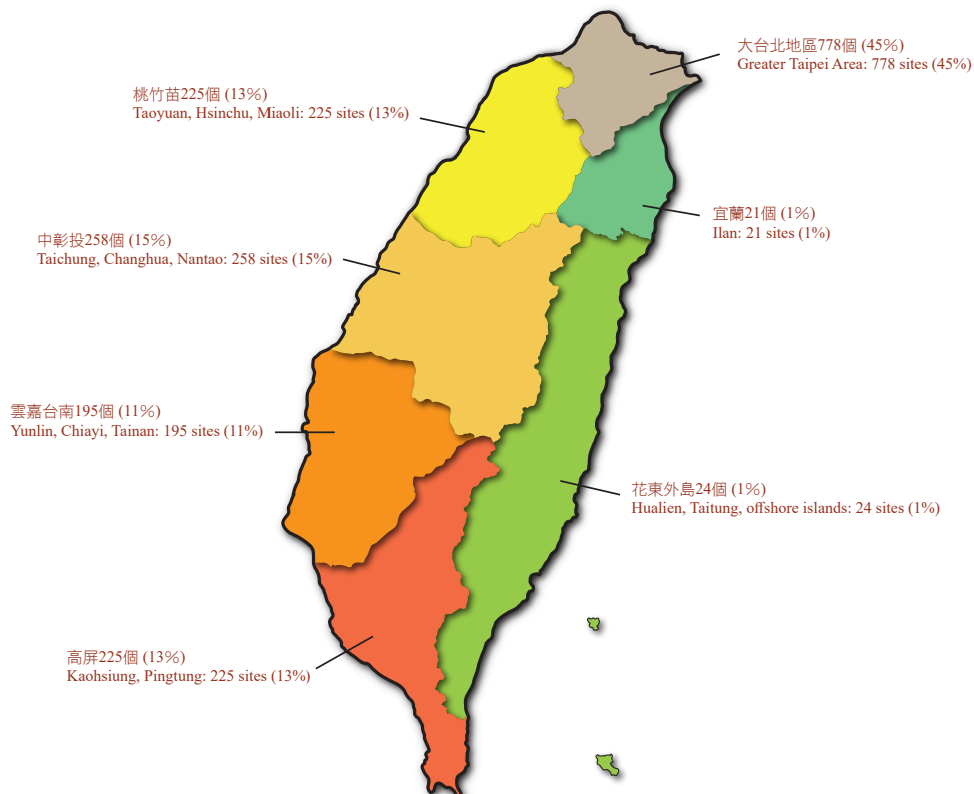 大台北地區778個 (45%)
Greater Taipei Area: 778 sites (45%)
桃竹苗225個 (13%)
Taoyuan, Hsinchu, Miaoli: 225 sites (13%)
宜蘭21個 (1%)
Ilan: 21 sites (1%)
中彰投258個 (15%)
Taichung, Changhua, Nantao: 258 sites (15%)
雲嘉台南195個 (11%)
Yunlin, Chiayi, Tainan: 195 sites (11%)
花東外島24個 (1%)
Hualien, Taitung, offshore islands: 24 sites (1%)
高屏225個 (13%)
Kaohsiung, Pingtung: 225 sites (13%)